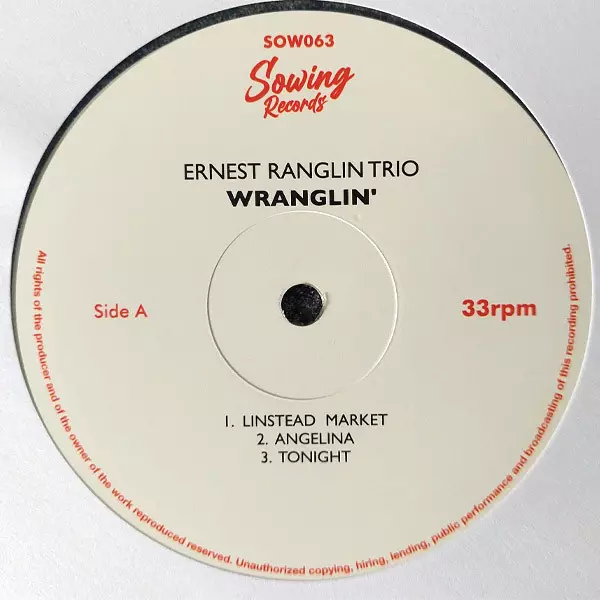 SOW063
Sowing
Records
ERNEST RANGLIN TRIO
WRANGLIN'
Side A
33rpm
1. LINSTEAD MARKET
2. ANGELINA
3. TONIGHT
All rights of the producer and of the owner of the work reproduced reserved. Unauthorized copying, hiring, lending, public performance and broadcasting of this recording prohibited.